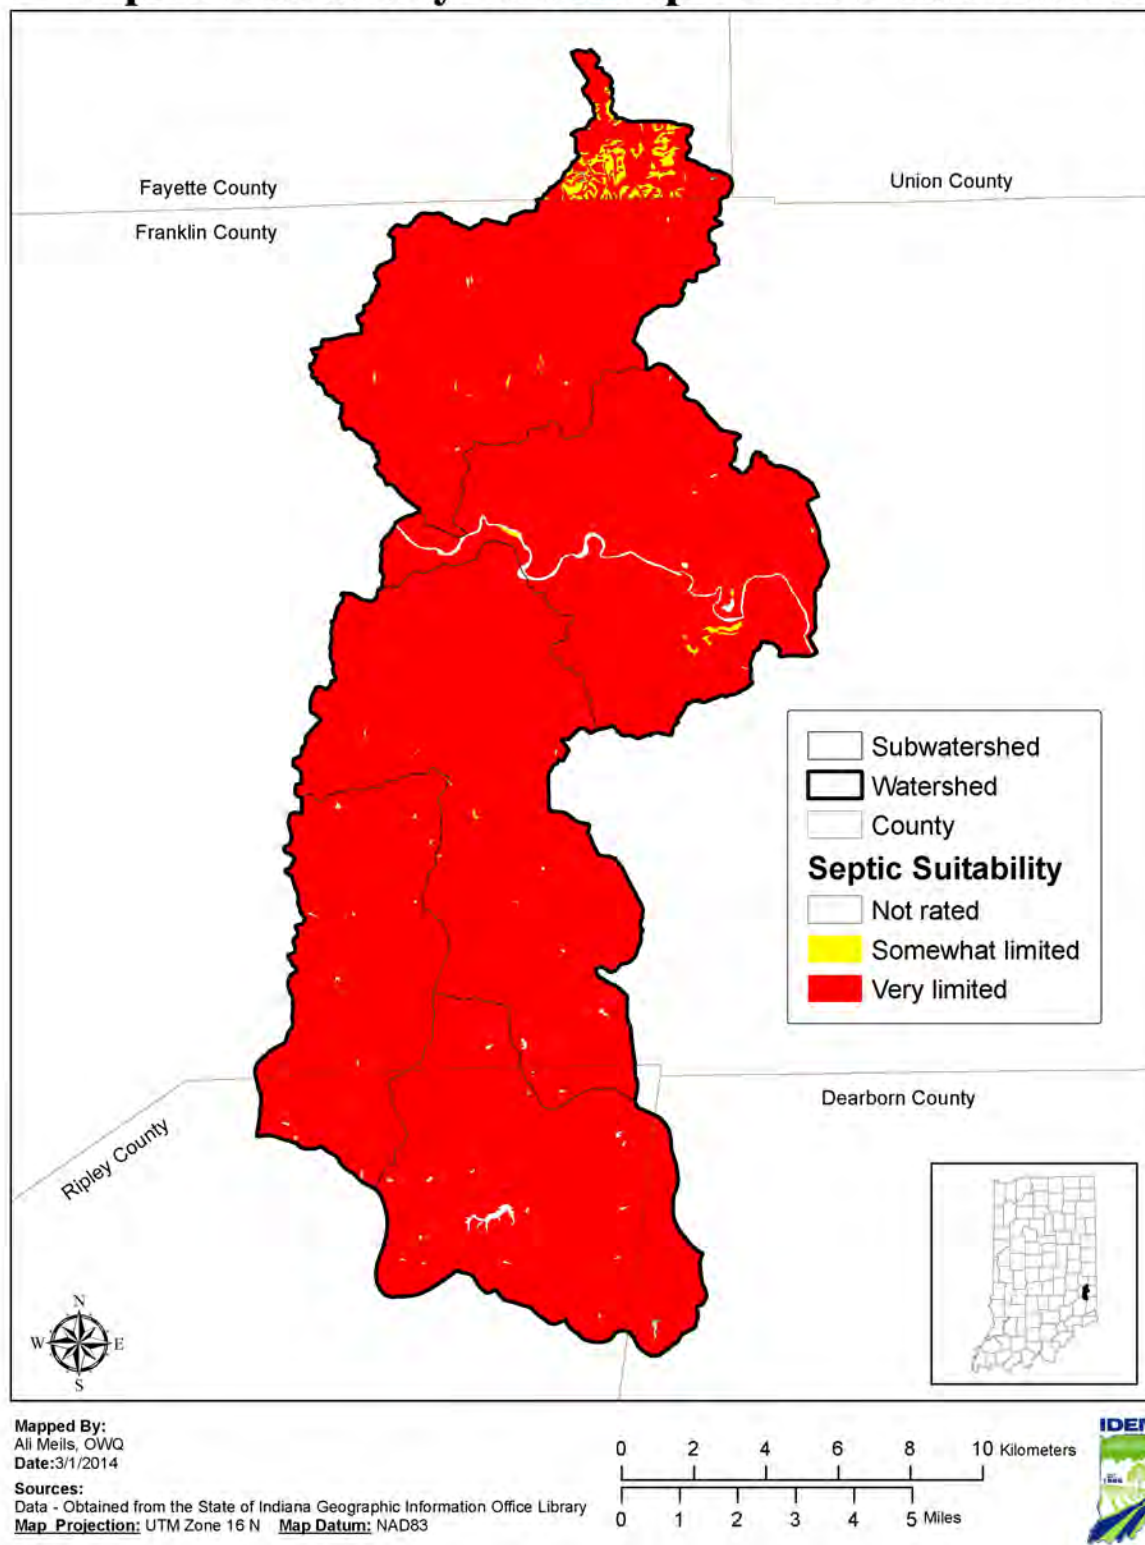 Fayette County
Union County
Franklin County
Subwatershed
Watershed
County
Septic Suitability
Not rated
Somewhat limited
Very limited
Dearborn County
Ripley County
N
W E
S
Mapped By:
Ali Meils, OWQ
Date:3/1/2014
Sources:
Data - Obtained from the State of Indiana Geographic Information Office Library
Map Projection: UTM Zone 16 N Map Datum: NAD83
0 2 4 6 8 10 Kilometers
0 1 2 3 4 5 Miles